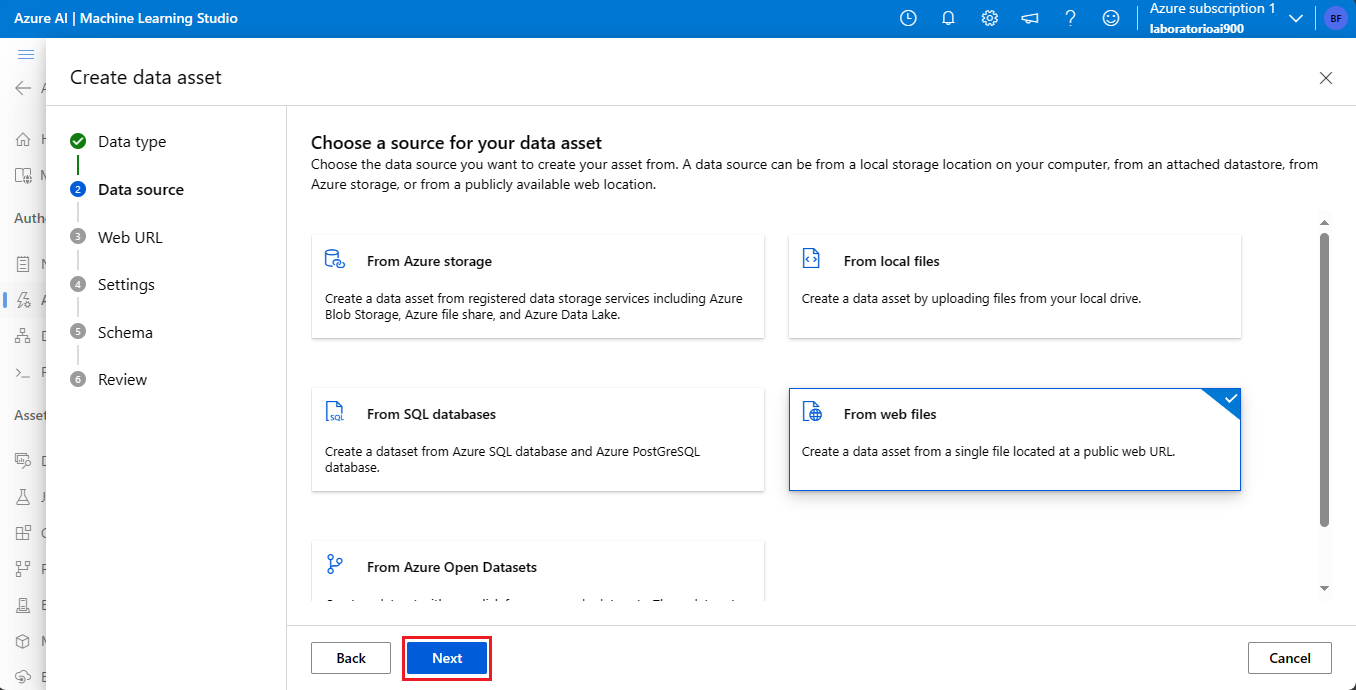 Azure AI | Machine Learning Studio
Azure subscription 1
laboratorioai900
BF
Create data asset
Data type
2 Data source
3 Web URL
4 Settings
5 Schema
6 Review
Choose a source for your data asset
Choose the data source you want to create your asset from. A data source can be from a local storage location on your computer, from an attached datastore, from
Azure storage, or from a publicly available web location.
From Azure storage
Create a data asset from registered data storage services including Azure
Blob Storage, Azure file share, and Azure Data Lake.
From local files
Create a data asset by uploading files from your local drive.
SQL
From SQL databases
Create a dataset from Azure SQL database and Azure PostGreSQL
database.
From web files
Create a data asset from a single file located at a public web URL.
From Azure Open Datasets
Back
Next
Cancel
Auth
Asset